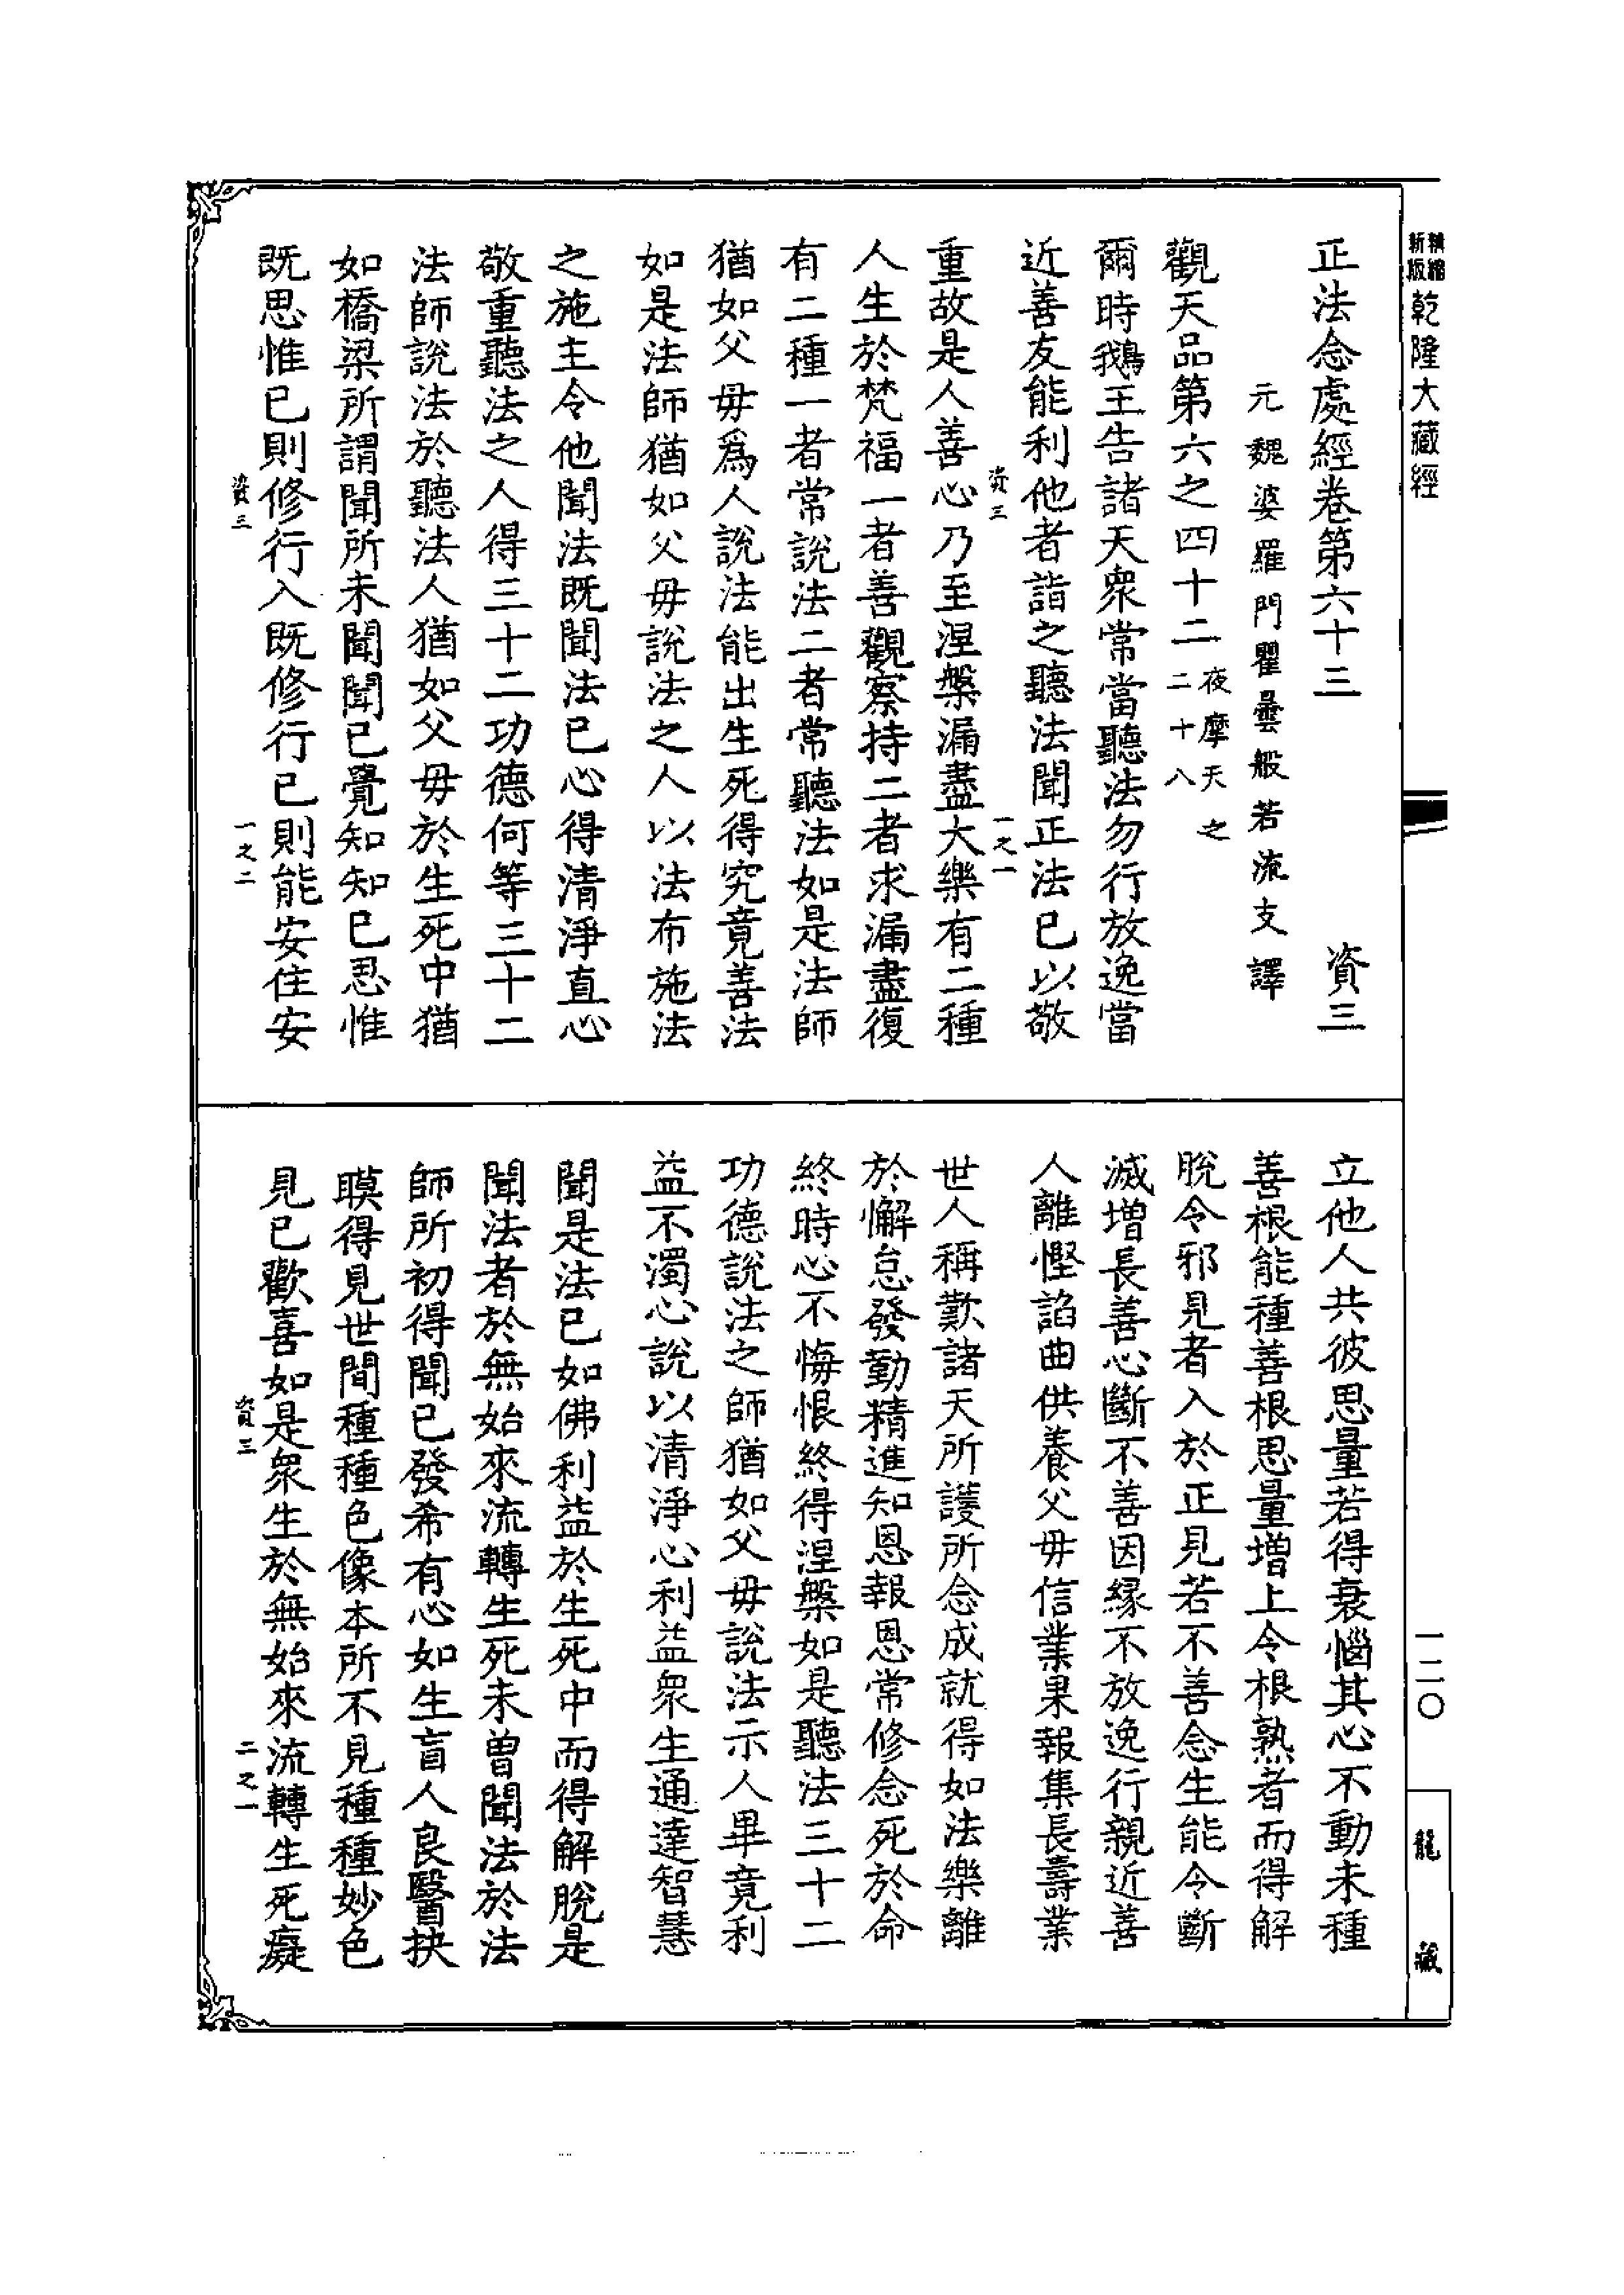 新縮乾隆大藏經
正法念處經卷第六十三　資三
元魏婆羅門瞿曇般若流支譯
觀天品第六之四十二夜摩天之二十八
爾時鵝王告諸天衆常當聽法勿行放逸當
近善友能利他者詣之聽法聞正法已以敬
資三　一之一
重故是人善心乃至涅槃漏盡大樂有二種
人生於梵福一者善觀察持二者求漏盡復
有二種一者常說法二者常聽法如是法師
猶如父母爲人說法能出生死得究竟善法
如是法師猶如父母說法之人以法布施法
之施主令他聞法既聞法已心得清淨直心
敬重聽法之人得三十二功德何等三十二
法師說法於聽法人猶如父母於生死中猶
如橋梁所謂聞所未聞聞已覺知知已思惟
既思惟已則修行入既修行已則能安住安
資三　一之二
立他人共彼思量若得衰惱其心不動未種
善根能種善根思量增上令根熟者而得解
脫令邪見者入於正見若不善念生能令斷
滅增長善心斷不善因緣不放逸行親近善
人離慳諂曲供養父母信業果報集長壽業
世人稱歎諸天所護所念成就得如法樂離
於懈怠發勤精進知恩報恩常修念死於命
終時心不悔恨終得涅槃如是聽法三十二
功德說法之師猶如父母說法示人畢竟利
益不濁心說以清淨心利益衆生通達智慧
聞是法已如佛利益於生死中而得解脫是
聞法者於無始來流轉生死未曾聞法於法
師所初得聞已發希有心如生盲人良醫抉
瞙得見世間種種色像本所不見種種妙色
見已歡喜如是衆生於無始來流轉生死癡
資三　二之一
一二〇
龍藏